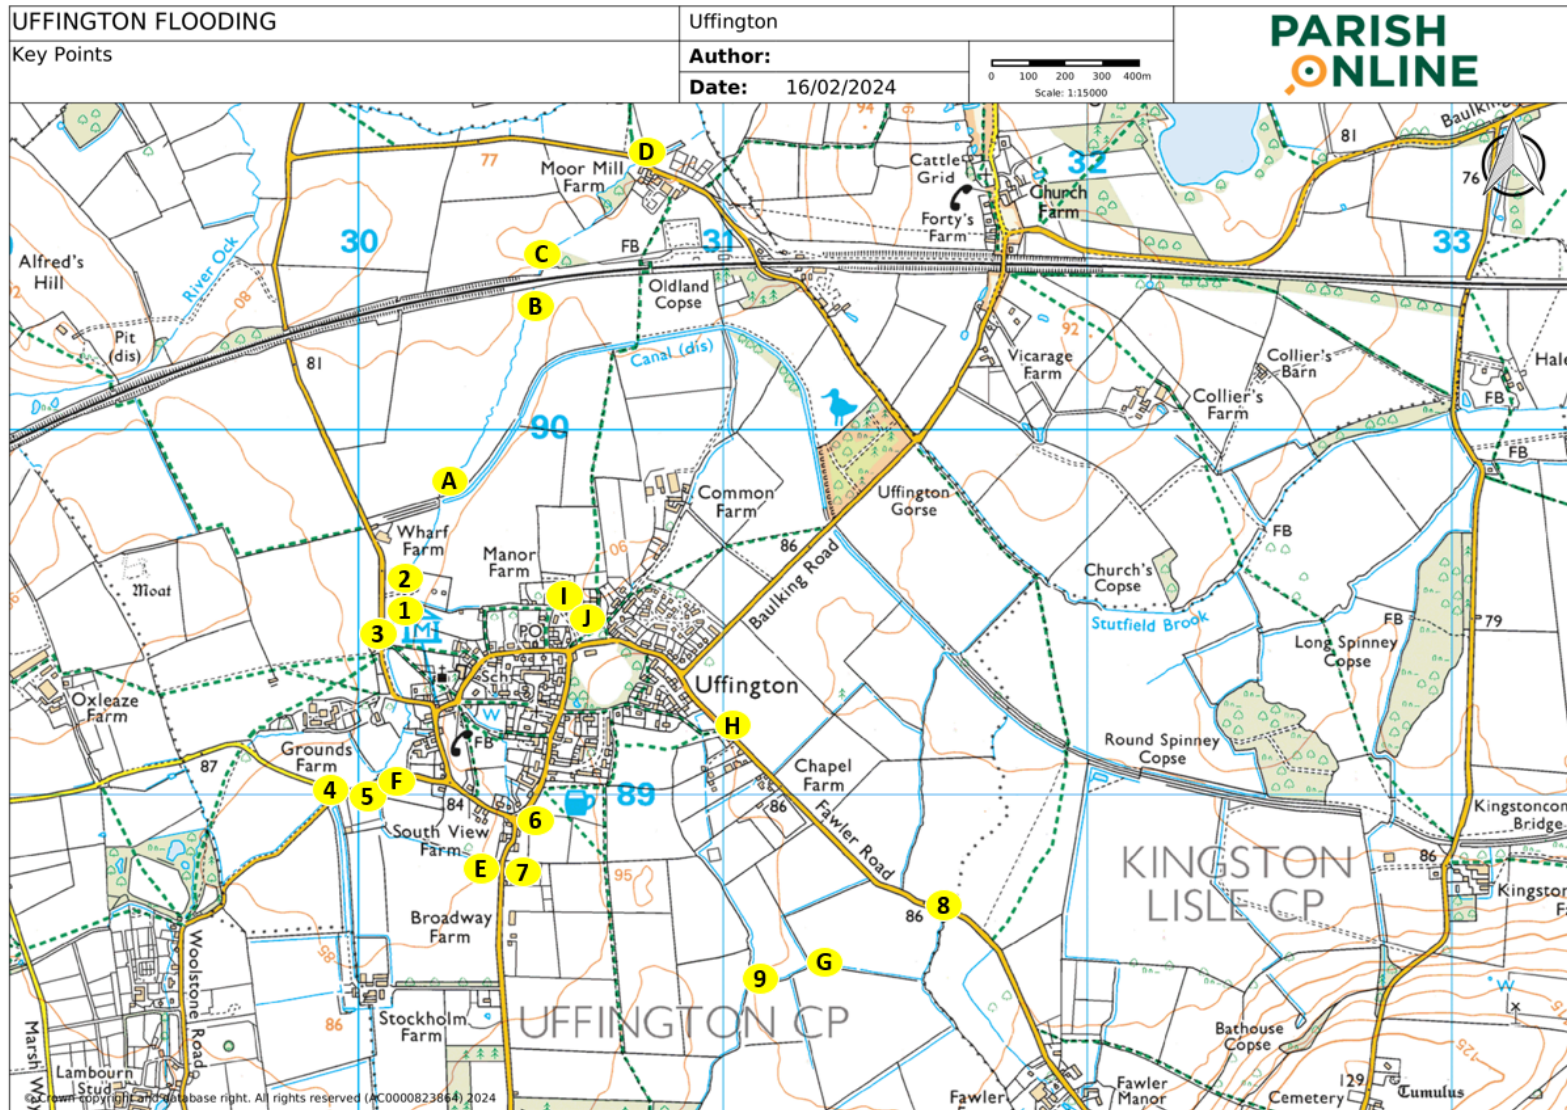 UFFINGTON FLOODING
Key Points
Uffington
Author:
Date: 16/02/2024
0 100 200 300 400m
Scale: 1:15000
PARISH
ONLINE
94
Baulking
81
D
77
Moor Mill
Farm
Cattle
Grid
32
76
Church
Farm
Forty's
Farm
River Ock
30
C
FB
31
33
Alfred's
Hill
80
B
Oldland
Copse
Pit
(dis)
92
Canal (dis)
Vicarage
Farm
Collier's
Barn
81
Collier's
Farm
FB
90
FB
A
Common
Farm
Uffington
Gorse
Wharf
Farm
FB
Manor
Farm
90
86
Church's
Copse
Moat
2
I
Baulking Road
1
J
Stutfield Brook
FB
79
3
M
PO
Long Spinney
Copse
Sch
Uffington
Oxleaze
Farm
W
H
Grounds
Farm
FB
Round Spinney
Copse
87
Chapel
Farm
4
5
F
84
89
86
Kingston
Bridge
6
South View
Farm
Fawler Road
E
7
95
KINGSTON
LISLE CP
86
Broadway
Farm
86
8
Woolstone Road
85
9
G
W
86
Stockholm
Farm
UFFINGTON CP
Bathouse
Copse
125
Marsh Way
Lambourn
Stud
129
Fawler
Manor
Cemetery
Tumulus
Fawler
© Crown copyright and database right. All rights reserved (AC0000823864) 2024